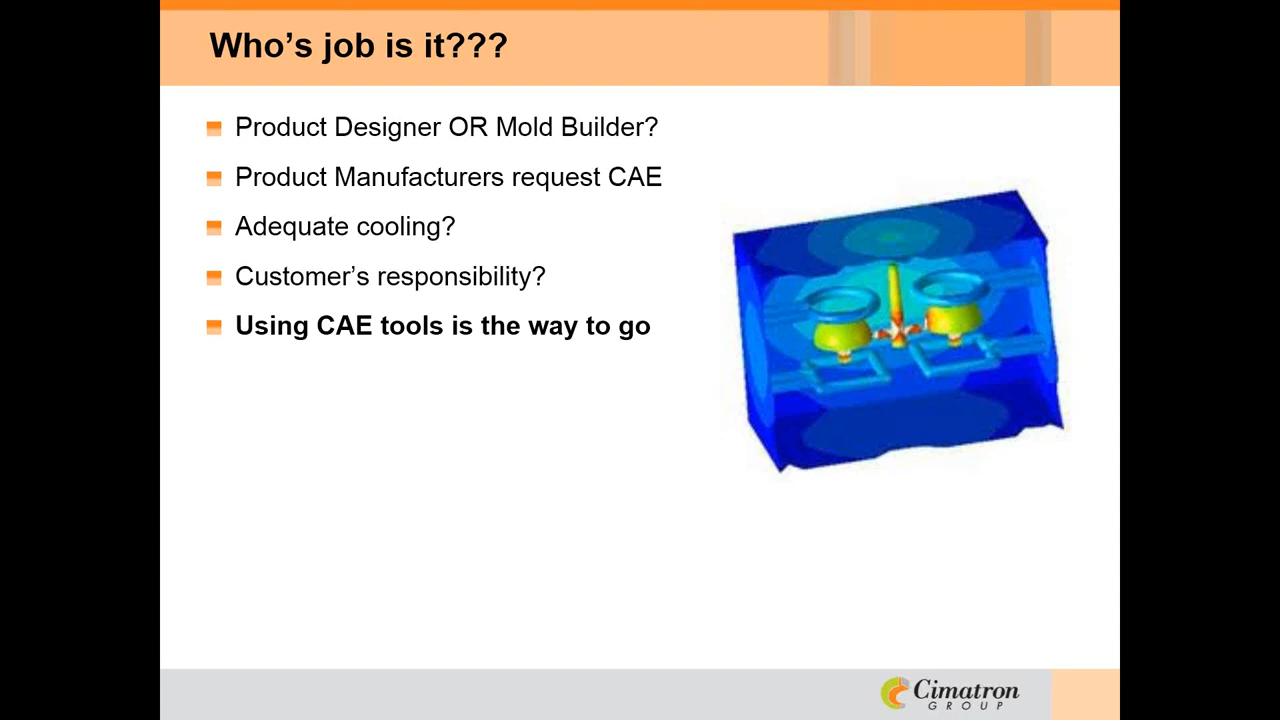 Who's job is it???
Product Designer OR Mold Builder?
Product Manufacturers request CAE
Adequate cooling?
Customer's responsibility?
Using CAE tools is the way to go
Cimatron
GROUP